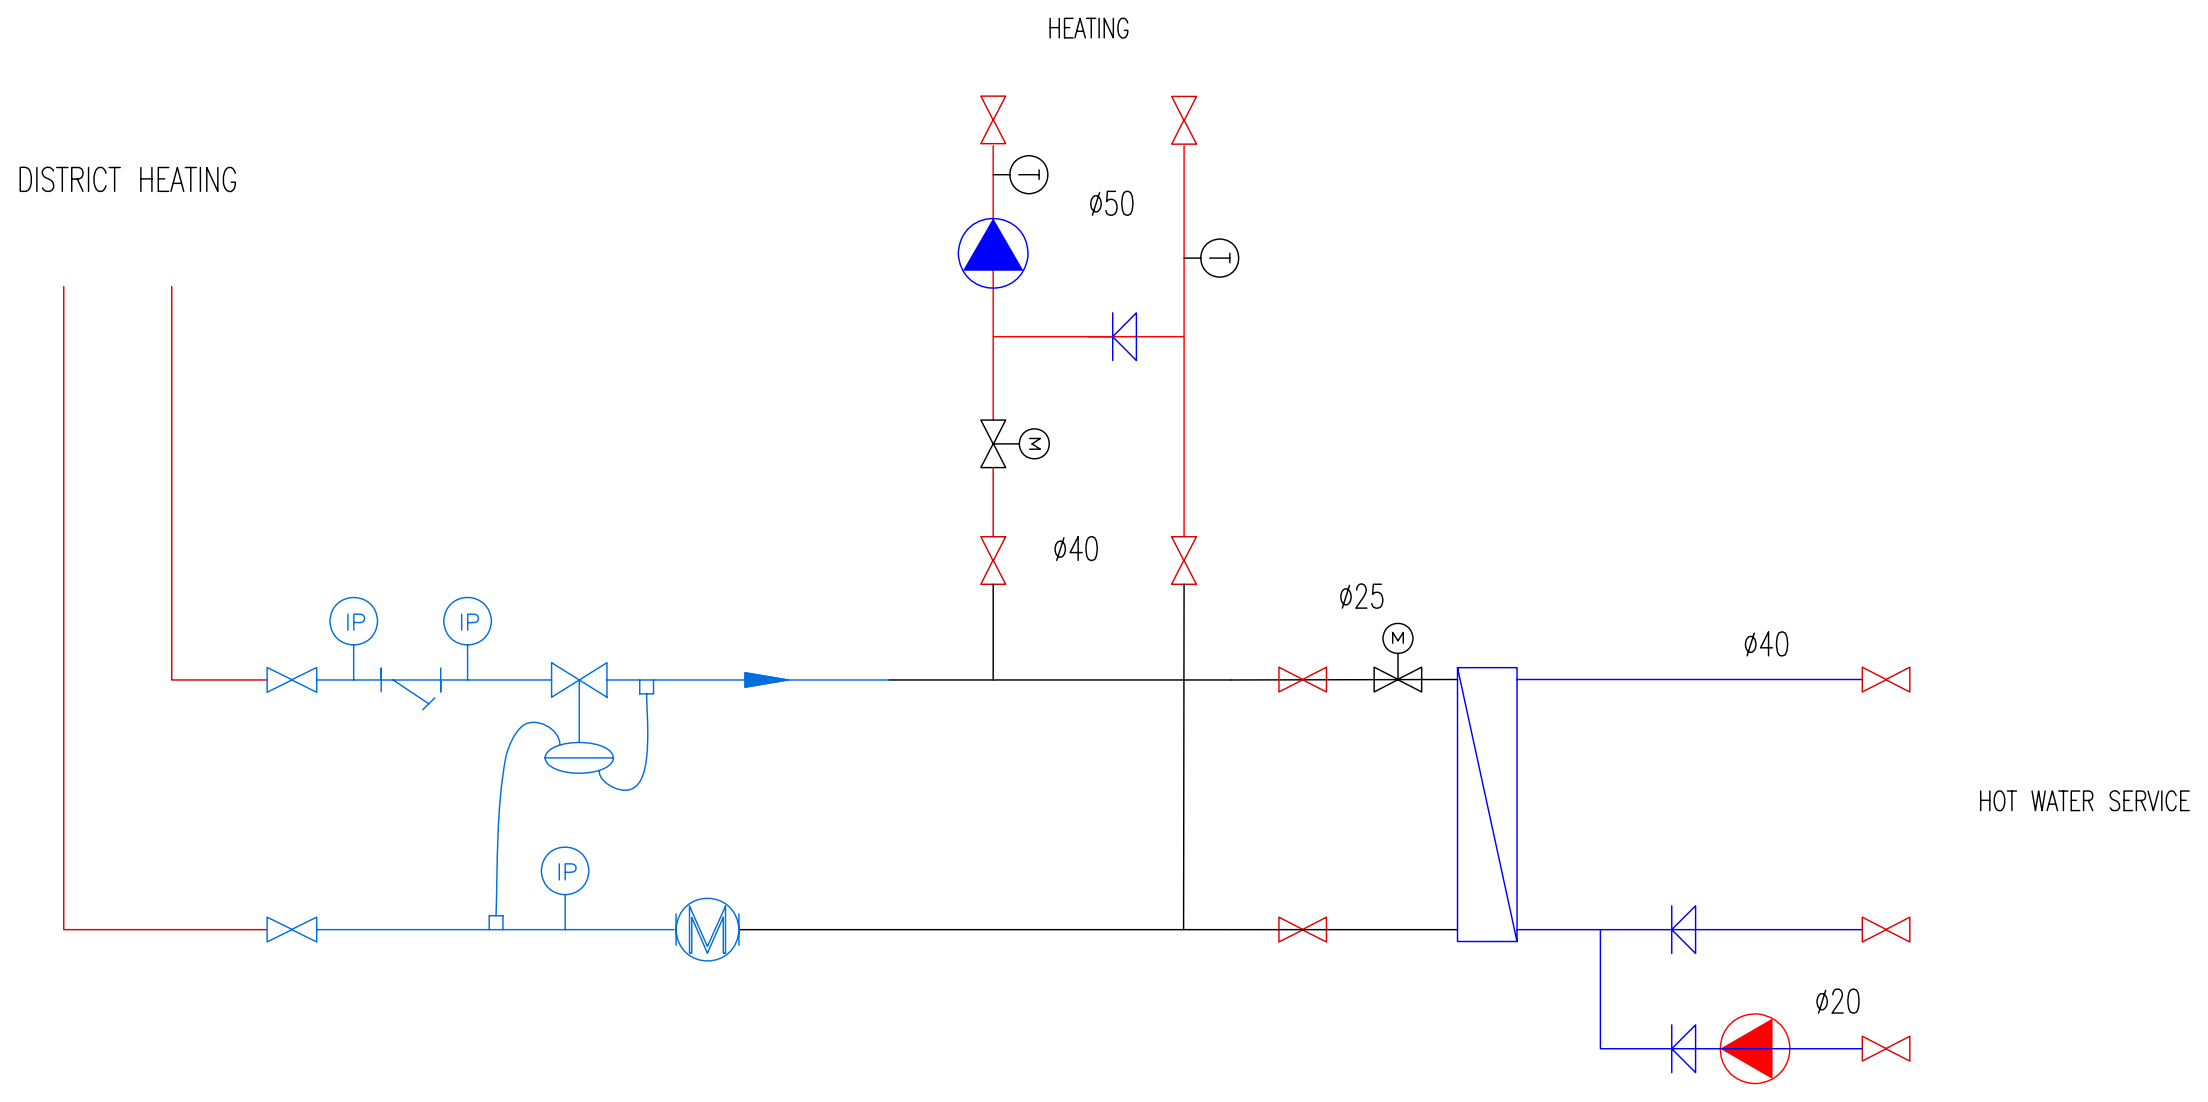 HEATING
DISTRICT HEATING
T
ø50
T
M
ø40
ø25
IP
IP
M
ø40
HOT WATER SERVICE
IP
M
ø20